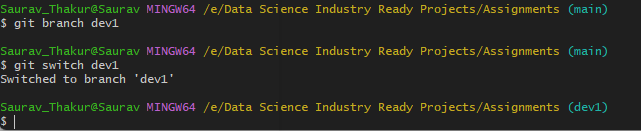 Saurav_Thakur@Saurav MINGW64 /e/Data Science Industry Ready Projects/Assignments (main)
$ git branch dev1
Saurav_Thakur@Saurav MINGW64 /e/Data Science Industry Ready Projects/Assignments (main)
$ git switch dev1
Switched to branch 'dev1'
Saurav_Thakur@Saurav MINGW64 /e/Data Science Industry Ready Projects/Assignments (dev1)
$